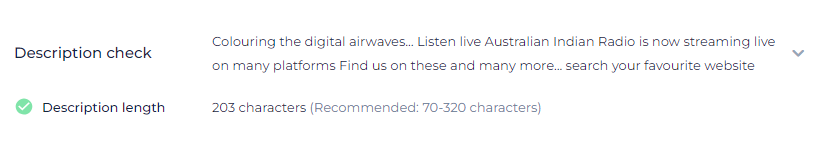 Description check
Colouring the digital airwaves... Listen live Australian Indian Radio is now streaming live
on many platforms Find us on these and many more... search your favourite website
Description length
203 characters (Recommended: 70-320 characters)